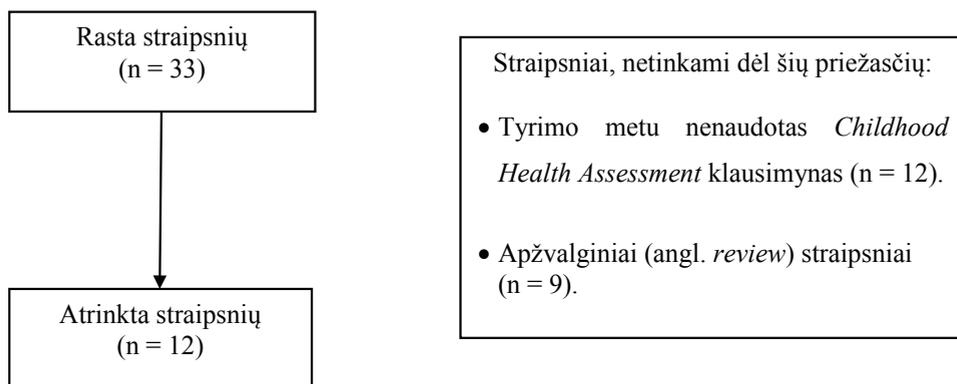 Rasta straipsnių
(n = 33)
Straipsniai, netinkami dėl šių priežasčių:
• Tyrimo metu nenaudotas Childhood
Health Assessment klausimynas (n = 12).
• Apžvalginiai (angl. review) straipsniai
(n = 9).
Atrinkta straipsnių
(n = 12)